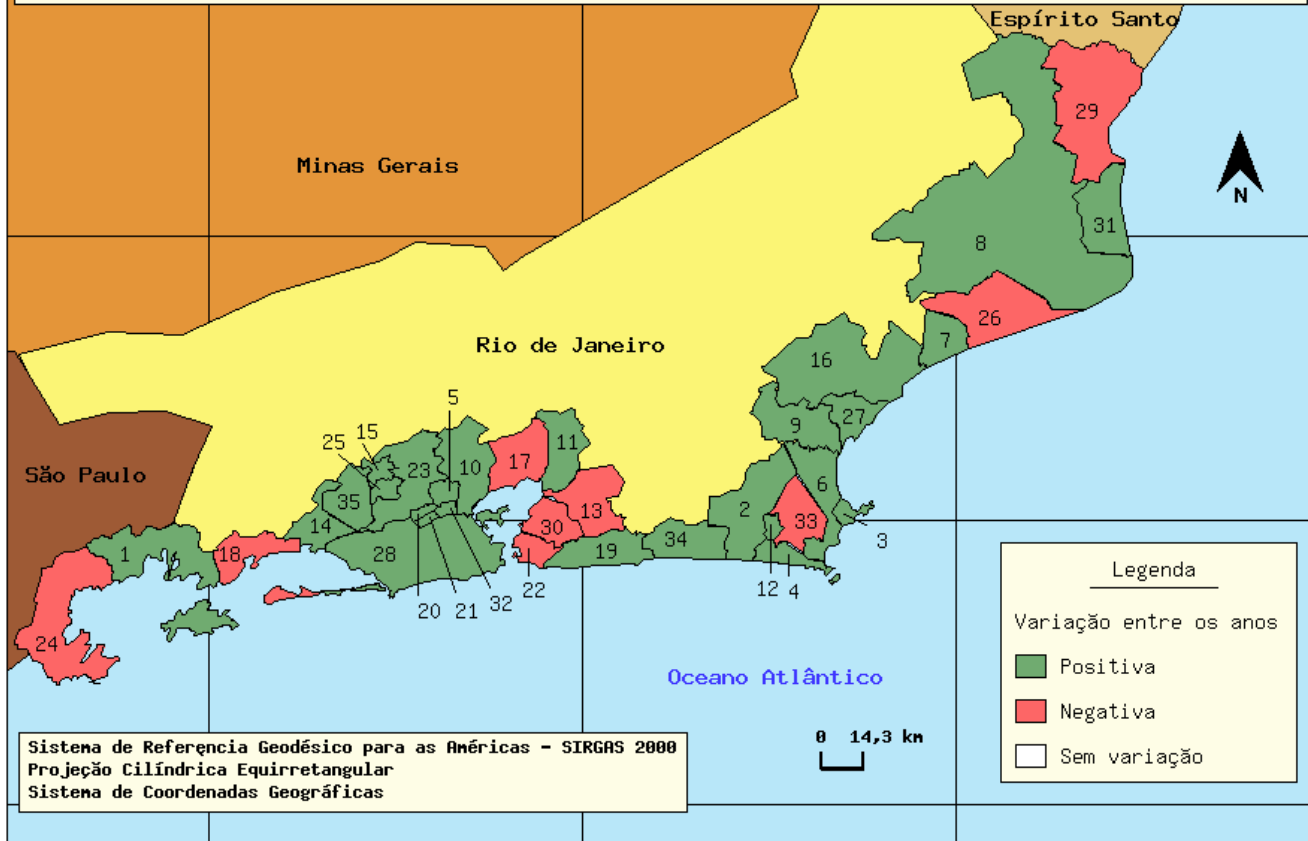 Espírito Santo
29
Minas Gerais
N
31
8
26
Rio de Janeiro
7
16
5
27
15
9
25
11
17
23
10
São Paulo
6
35
13
2
14
30
33
1
18
28
19
34
3
22
12
4
20
21
32
24
Legenda
Variação entre os anos
Positiva
Negativa
Sem variação
Oceano Atlântico
0 14,3 km
Sistema de Referençia Geodésico para as Américas - SIRGAS 2000
Projeção Cilíndrica Equirretangular
Sistema de Coordenadas Geográficas